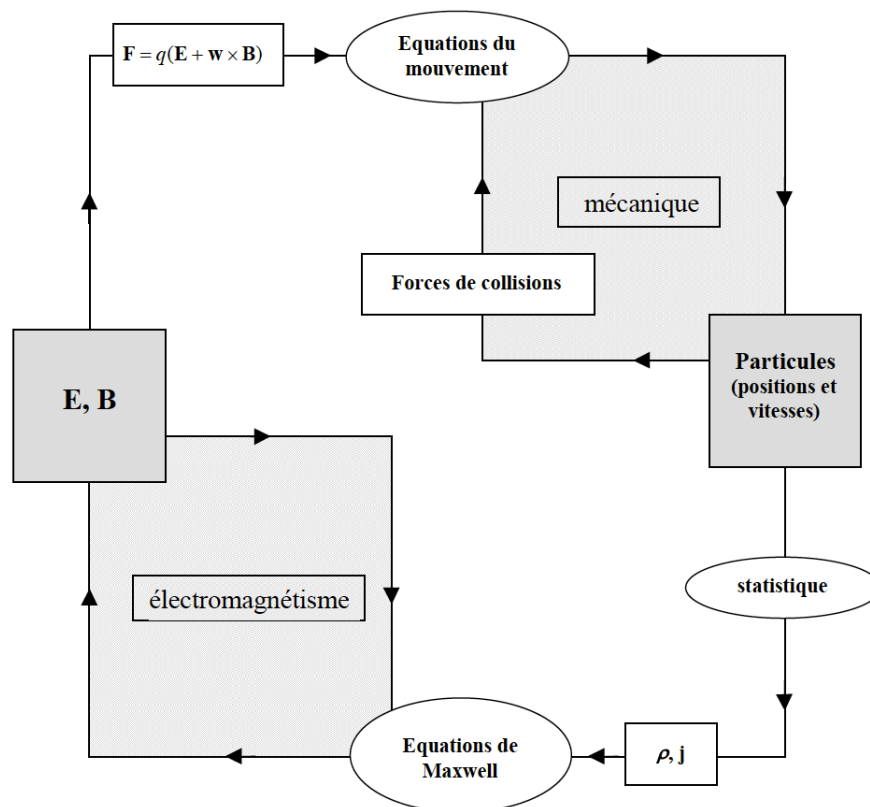 F = q(E + w × B)
Equations du
mouvement
mécanique
Forces de collisions
Particules
(positions et
vitesses)
E, B
statistique
électromagnétisme
Equations de
Maxwell
ρ, j